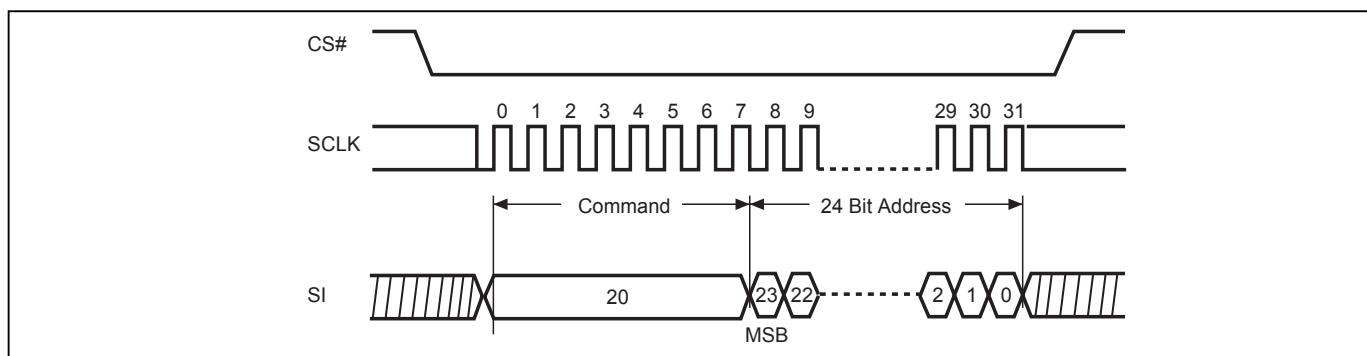 CS#
0 1 2 3 4 5 6 7 8 9 29 30 31
SCLK
Command 24 Bit Address
SI 20 23 22 2 1 0
MSB